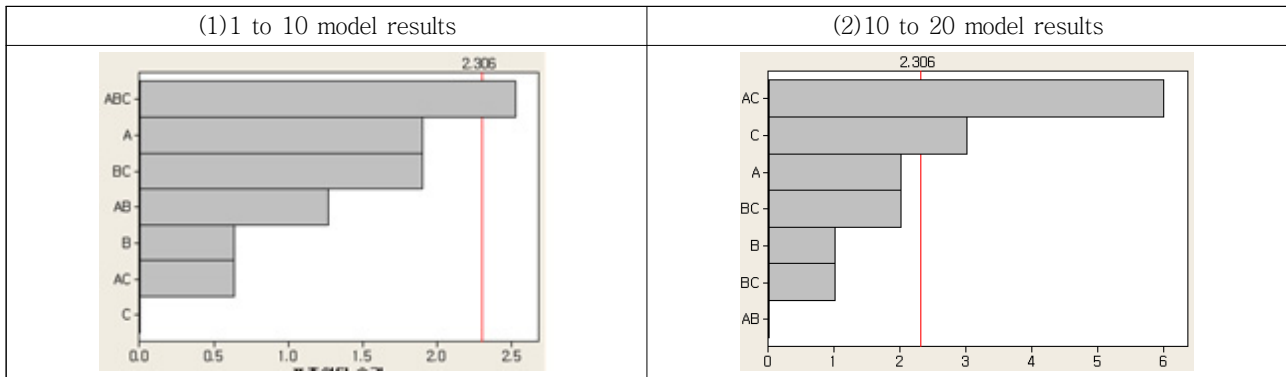 (1)1 to 10 model results
(2)10 to 20 model results
2.306
ABC
A
BC
AB
B
AC
C
0.0 0.5 1.0 1.5 2.0 2.5
2.306
AC
C
A
BC
B
BC
AB
0 1 2 3 4 5 6